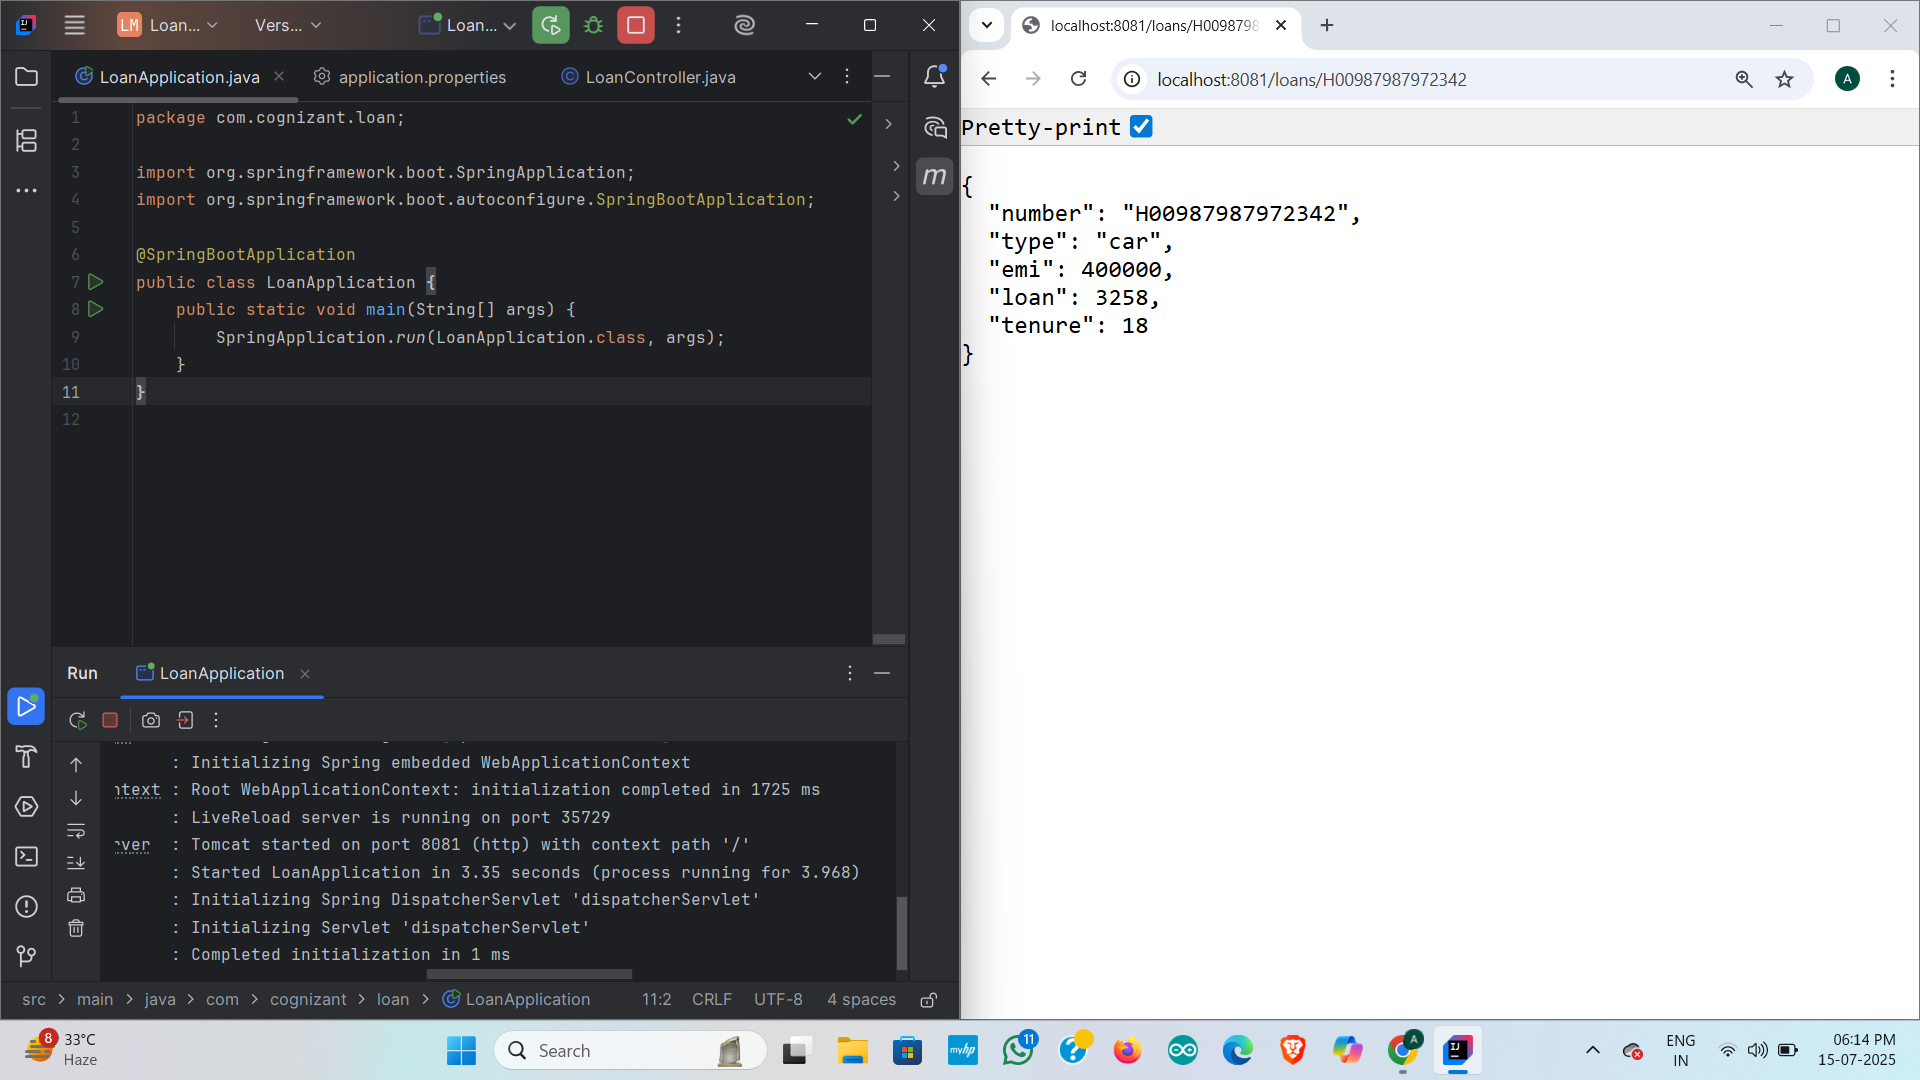 LM Loan... Vers... Loan...
LoanApplication.java application.properties LoanController.java
1 package com.cognizant.loan;
2
3 import org.springframework.boot.SpringApplication;
4 import org.springframework.boot.autoconfigure.SpringBootApplication;
5
6 @SpringBootApplication
7 public class LoanApplication {
8 public static void main(String[] args) {
9 SpringApplication.run(LoanApplication.class, args);
10 }
11 }
12
Run LoanApplication
: Initializing Spring embedded WebApplicationContext
ntext : Root WebApplicationContext: initialization completed in 1725 ms
: LiveReload server is running on port 35729
rver : Tomcat started on port 8081 (http) with context path '/'
: Started LoanApplication in 3.35 seconds (process running for 3.968)
: Initializing Spring DispatcherServlet 'dispatcherServlet'
: Initializing Servlet 'dispatcherServlet'
: Completed initialization in 1 ms
src > main > java > com > cognizant > loan > LoanApplication 11:2 CRLF UTF-8 4 spaces
localhost:8081/loans/H0098798
localhost:8081/loans/H00987987972342
A
Pretty-print
{
"number": "H00987987972342",
"type": "car",
"emi": 400000,
"loan": 3258,
"tenure": 18
}
8
33°C
Haze
Search
myhp
11
A
ENG
IN
06:14 PM
15-07-2025